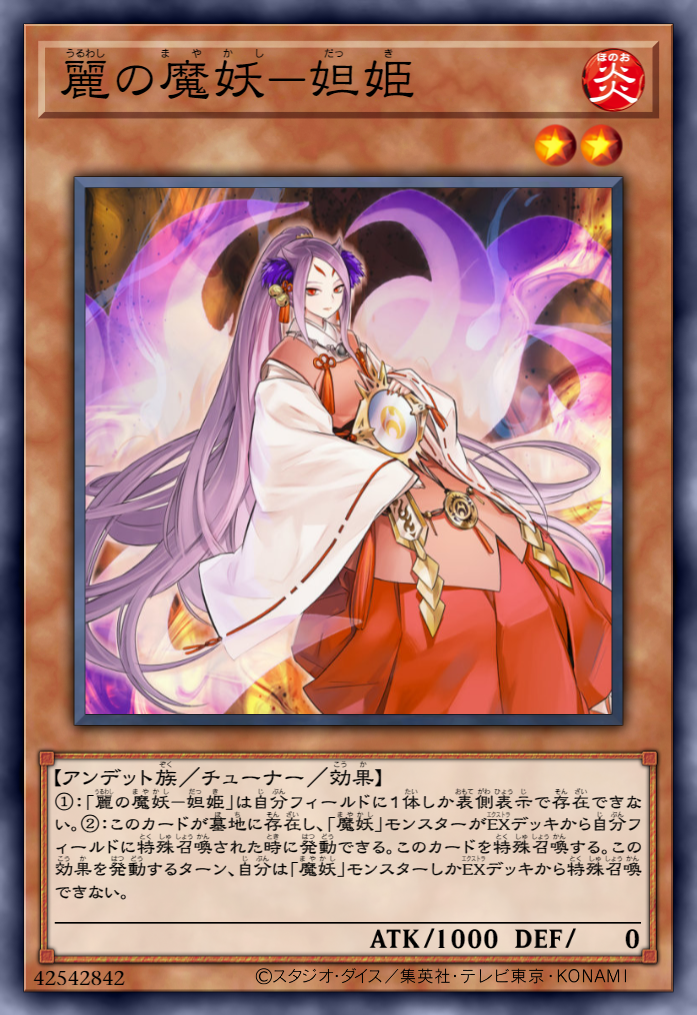 麗の魔妖－妲姫
炎
【アンデット族／チューナー／効果】
①：「麗の魔妖－妲姫」は自分フィールドに１体しか表側表示で存在できな
い。②：このカードが墓地に存在し、「魔妖」モンスターがEXデッキから自分フ
ィールドに特殊召喚された時に発動できる。このカードを特殊召喚する。この
効果を発動するターン、自分は「魔妖」モンスターしかEXデッキから特殊召喚
できない。
ATK/1000 DEF/ 0
42542842 ©スタジオ・ダイス／集英社・テレビ東京・KONAMI